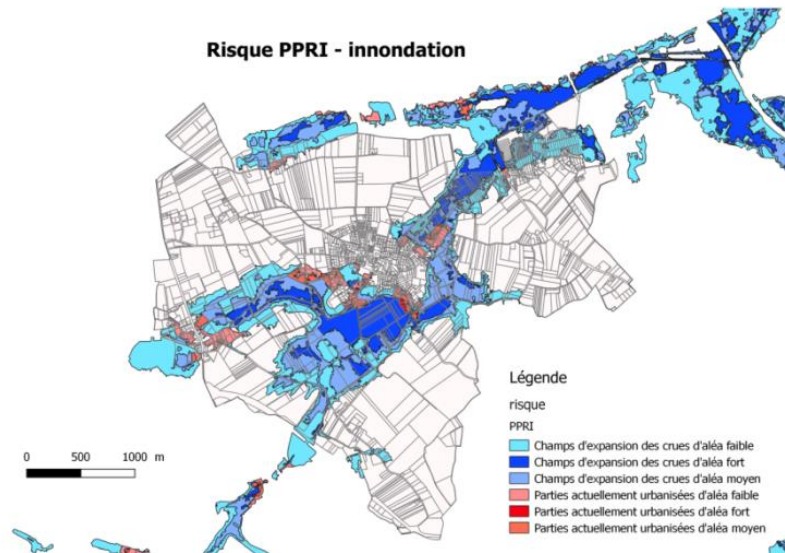 Risque PPRI - innondation
Légende
risque
PPRI
Champs d'expansion des crues d'aléa faible
Champs d'expansion des crues d'aléa fort
Champs d'expansion des crues d'aléa moyen
Parties actuellement urbanisées d'aléa faible
Parties actuellement urbanisées d'aléa fort
Parties actuellement urbanisées d'aléa moyen
0 500 1000 m